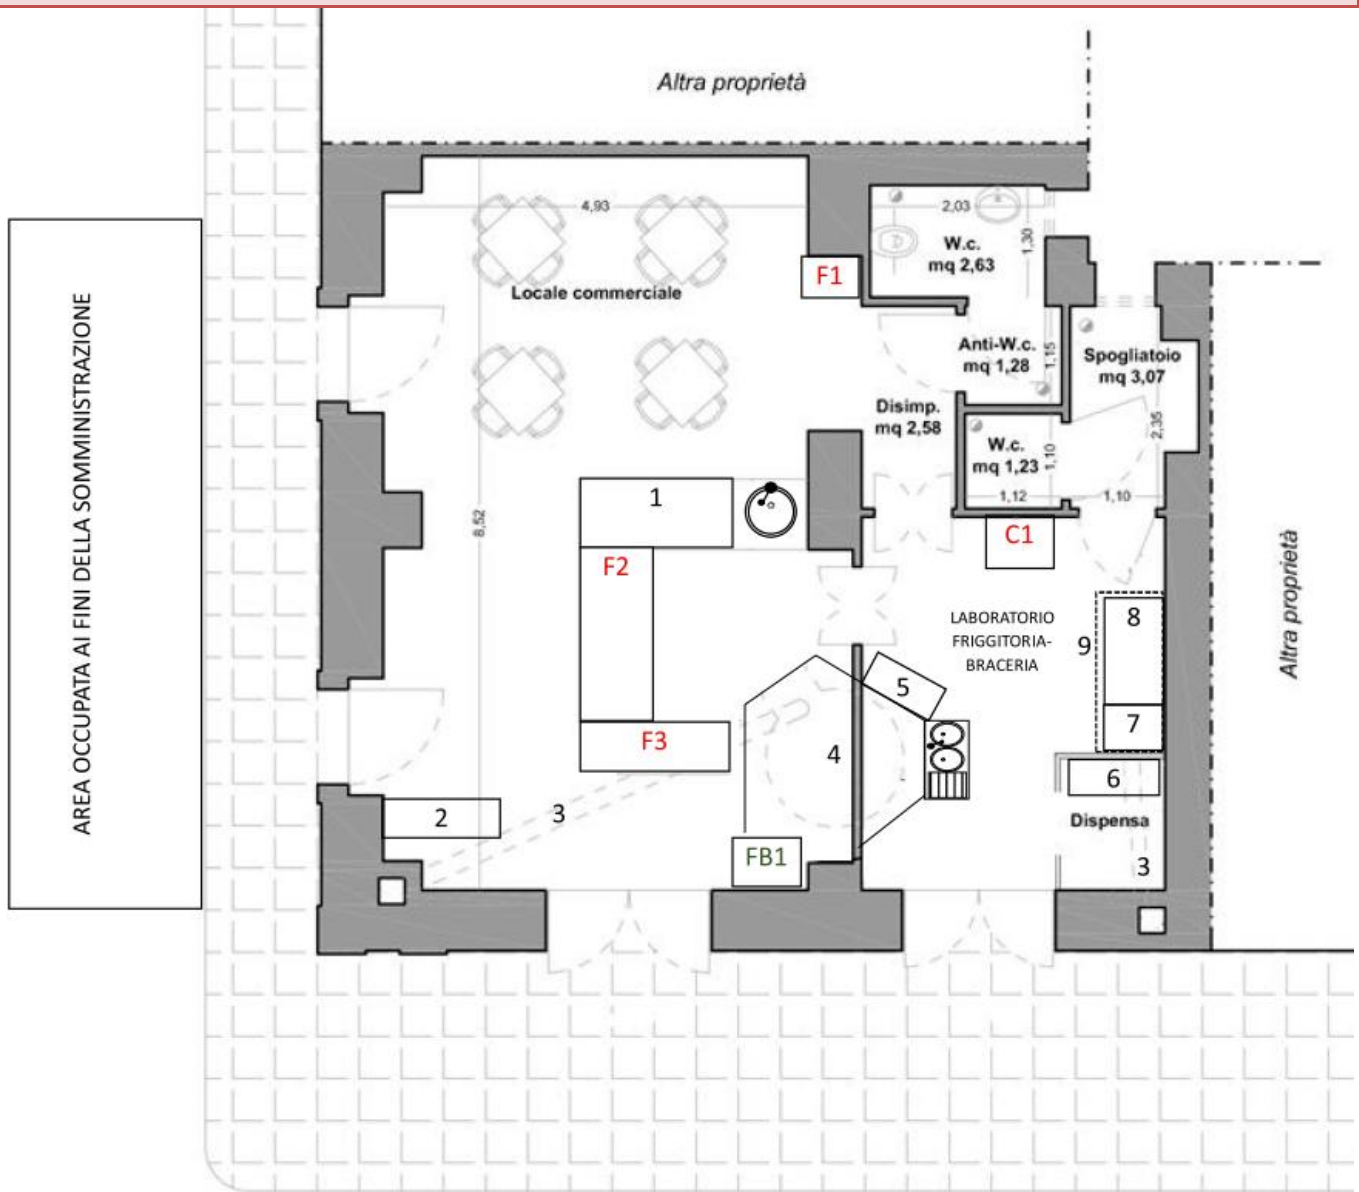 Altra proprietà
AREA OCCUPATA AI FINI DELLA SOMMINISTRAZIONE
4,93
2,03
1,30
W.c.
mq 2,63
F1
Locale commerciale
Anti-W.c.
mq 1,28
1,15
Spogliatoio
mq 3,07
Disimp.
mq 2,58
2,35
W.c.
mq 1,23
1,10
1,12
1,10
1
8,52
C1
F2
Altra proprietà
LABORATORIO
FRIGGITORIA-
BRACERIA
8
9
5
7
F3
4
6
2
3
Dispensa
FB1
3